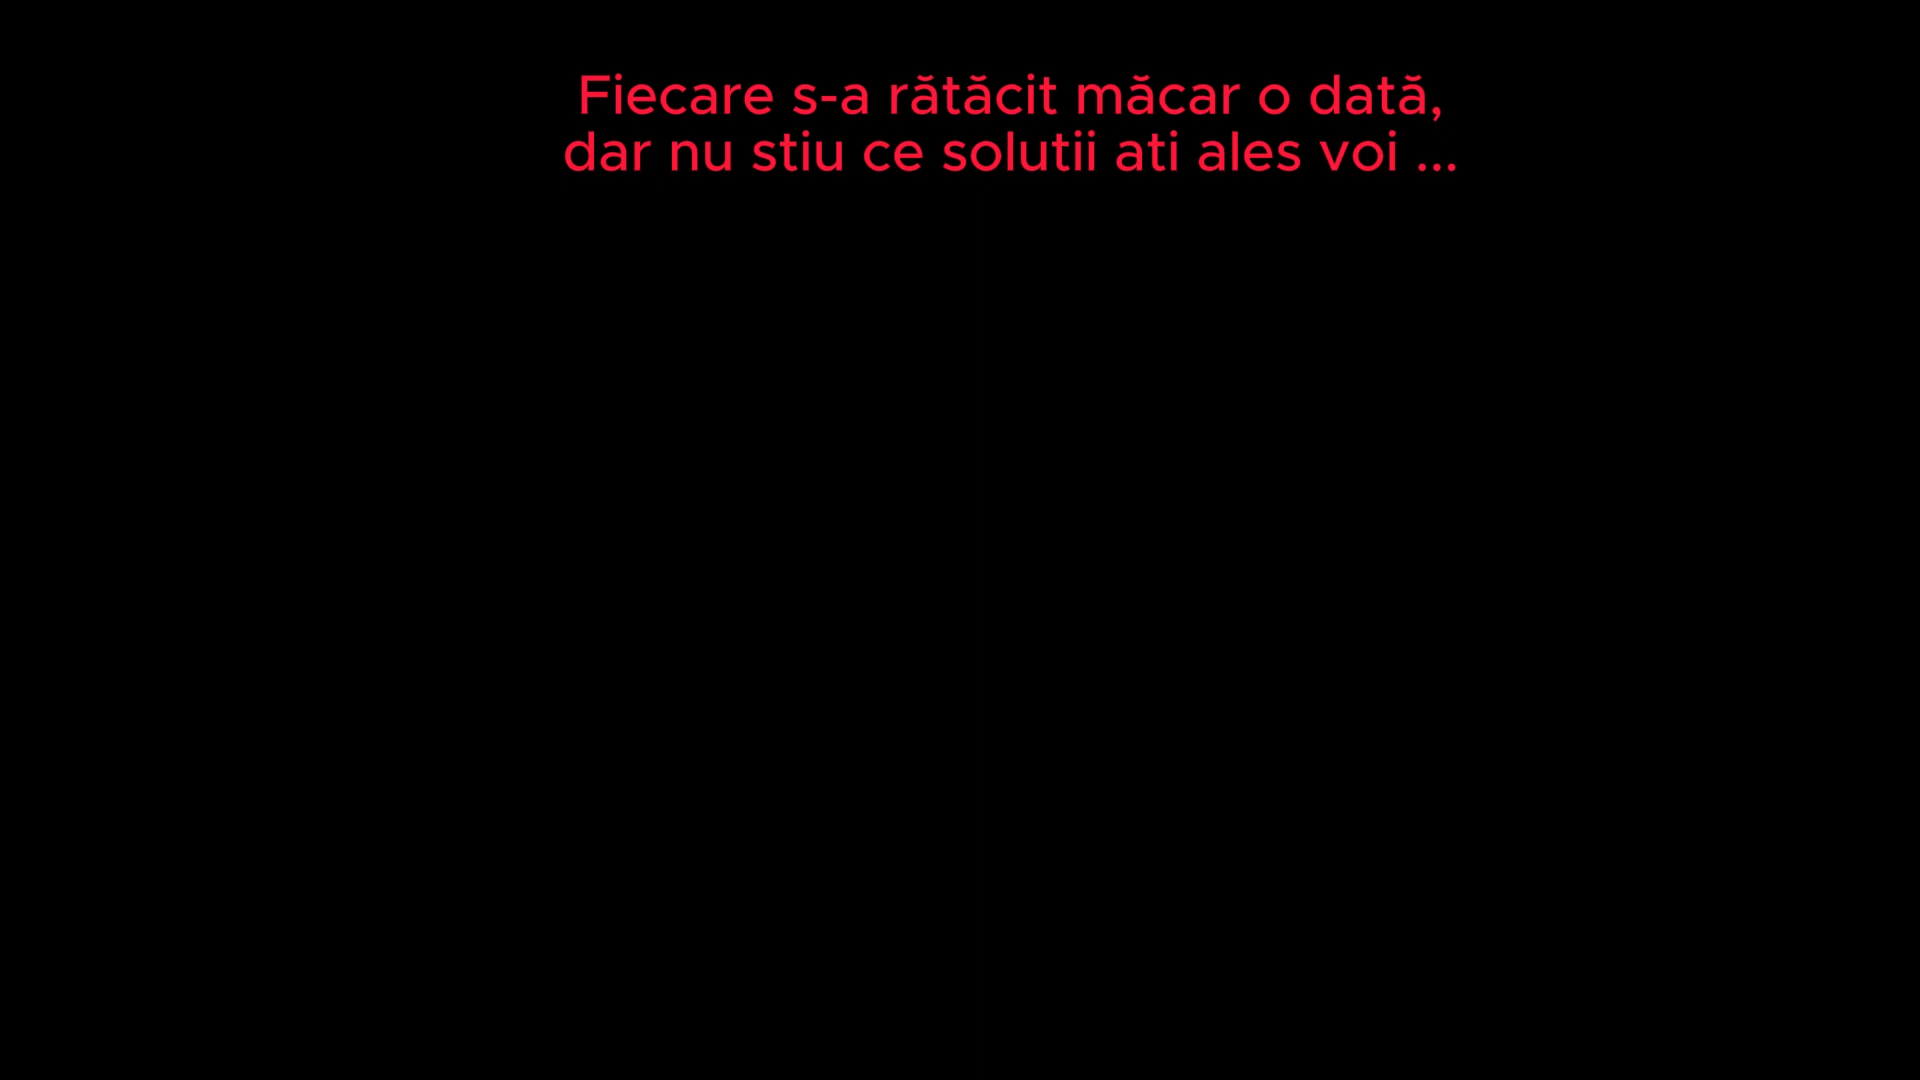 Fiecare s-a rătăcit măcar o dată,
dar nu stiu ce solutii ati ales voi ...